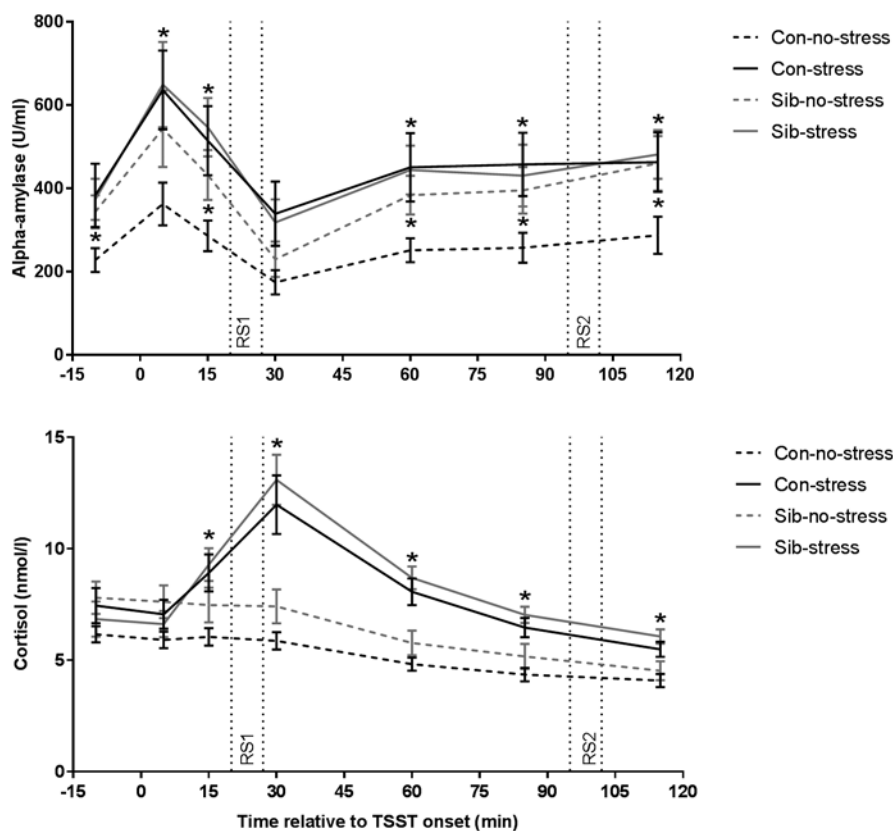 800
600
400
200
0
Alpha-amylase (U/ml)
* * * * * *
* * * * *
RS1
RS2
-15 0 15 30 45 60 75 90 105 120
Con-no-stress
Con-stress
Sib-no-stress
Sib-stress
15
10
5
0
Cortisol (nmol/l)
* * * * *
RS1
RS2
-15 0 15 30 45 60 75 90 105 120
Time relative to TSST onset (min)
Con-no-stress
Con-stress
Sib-no-stress
Sib-stress